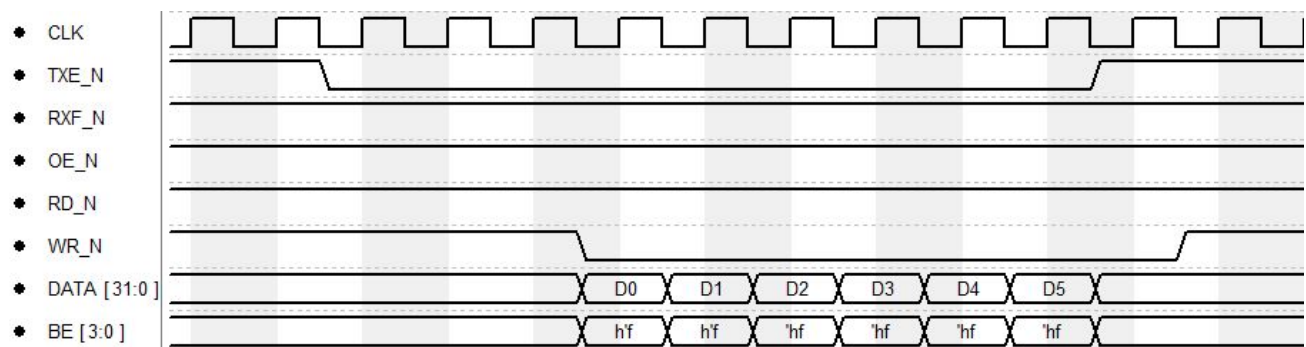 CLK
TXE_N
RXF_N
OE_N
RD_N
WR_N
DATA [31:0] D0 D1 D2 D3 D4 D5
BE [3:0] h'f h'f 'hf 'hf 'hf 'hf